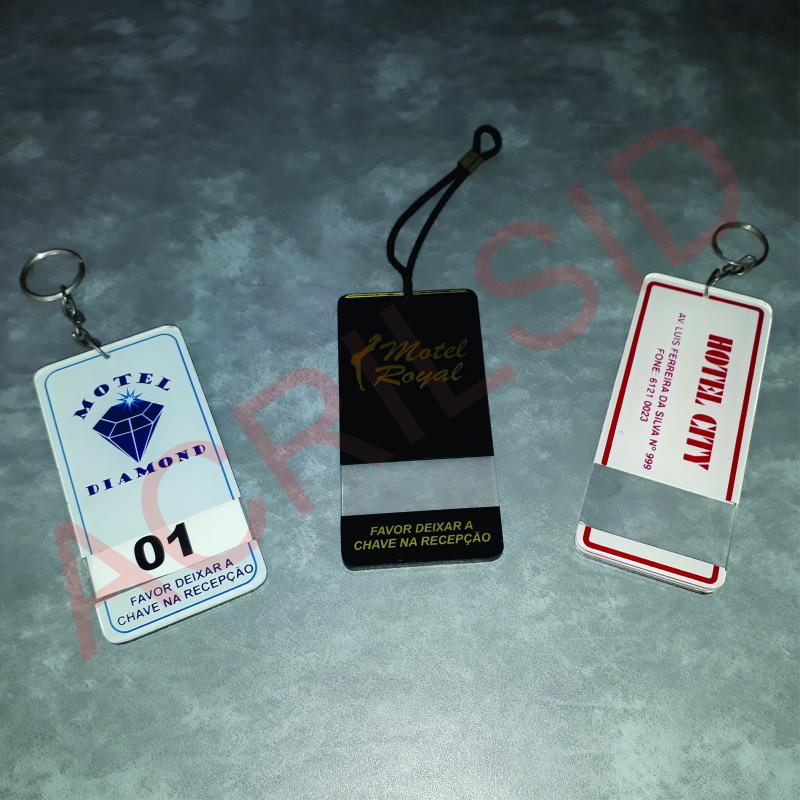 MOTEL
DIAMOND
01
FAVOR DEIXAR A
CHAVE NA RECEPÇÃO
Motel
Royal
FAVOR DEIXAR A
CHAVE NA RECEPÇÃO
HOTEL CITY
AV. LUIS FERREIRA DA SILVA Nº 999
FONE: 6121 0023
ACRILSID